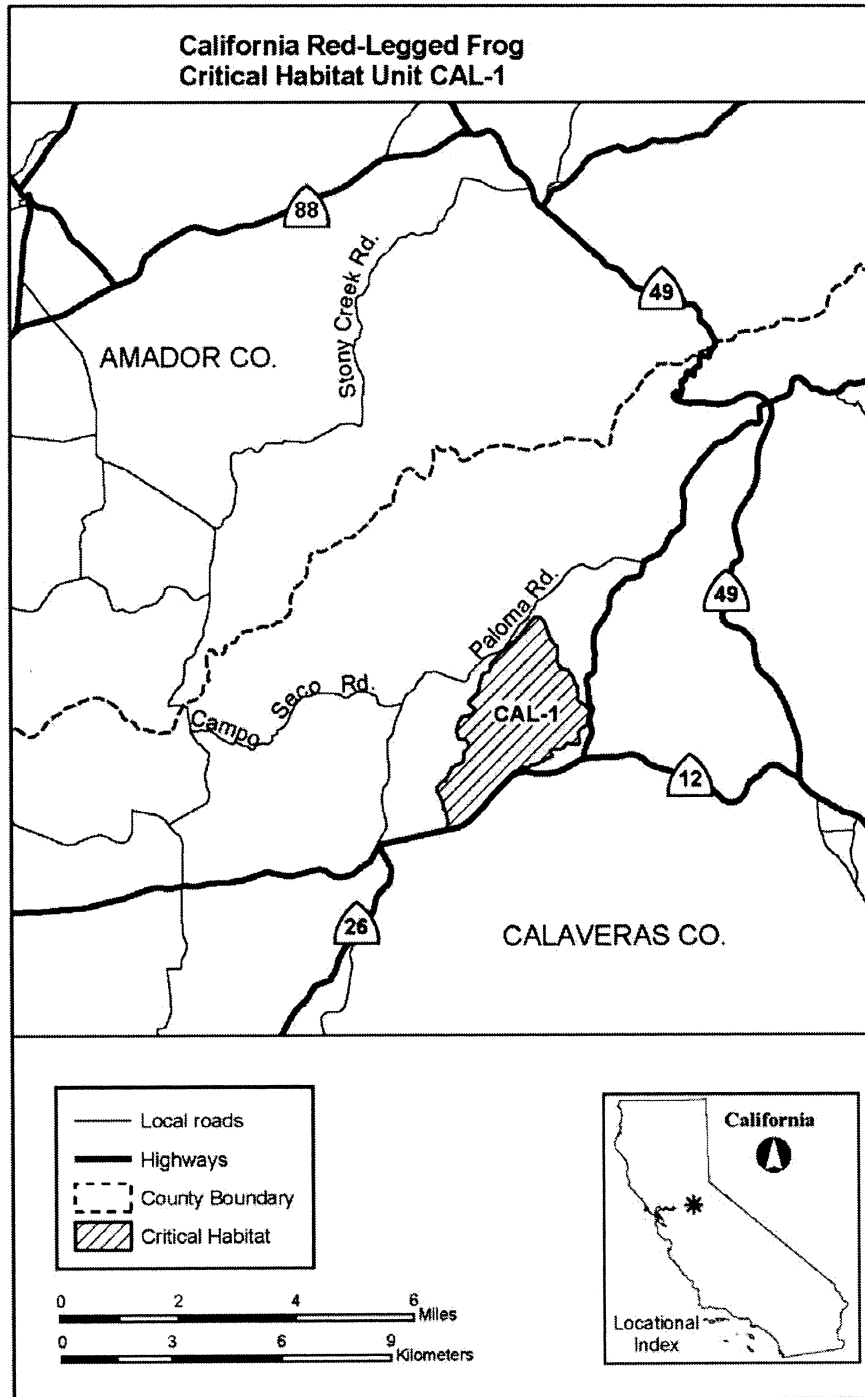 California Red-Legged Frog
Critical Habitat Unit CAL-1
88
Stony Creek Rd.
49
AMADOR CO.
Paloma Rd.
49
Campo Seco Rd.
CAL-1
12
26
CALAVERAS CO.
Local roads
Highways
County Boundary
Critical Habitat
0 2 4 6 Miles
0 3 6 9 Kilometers
California
Locational
Index